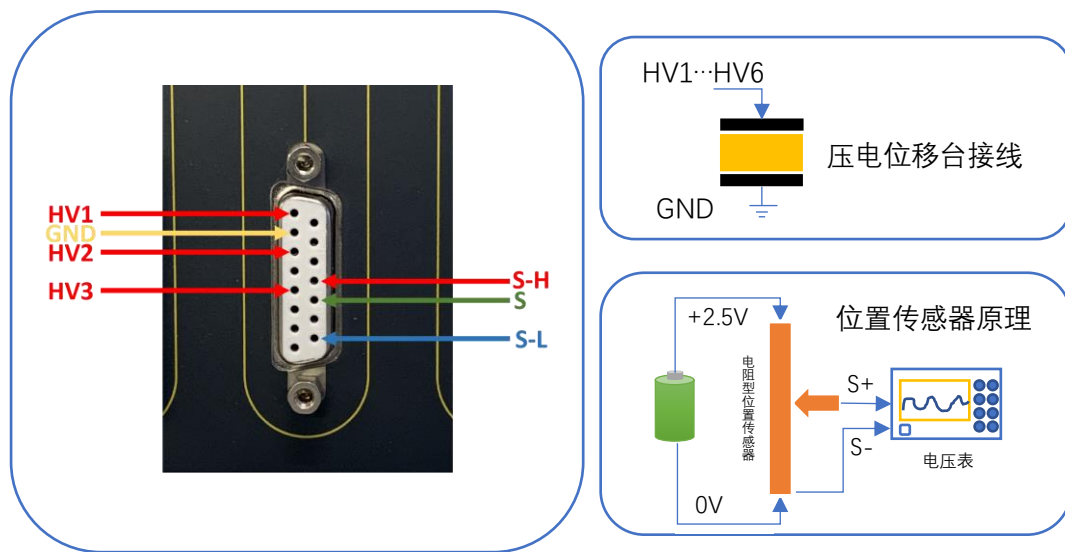 HV1
GND
HV2
HV3
S-H
S
S-L
HV1···HV6
压电位移台接线
GND
位置传感器原理
+2.5V
电阻型位置传感器
S+
S-
电压表
0V